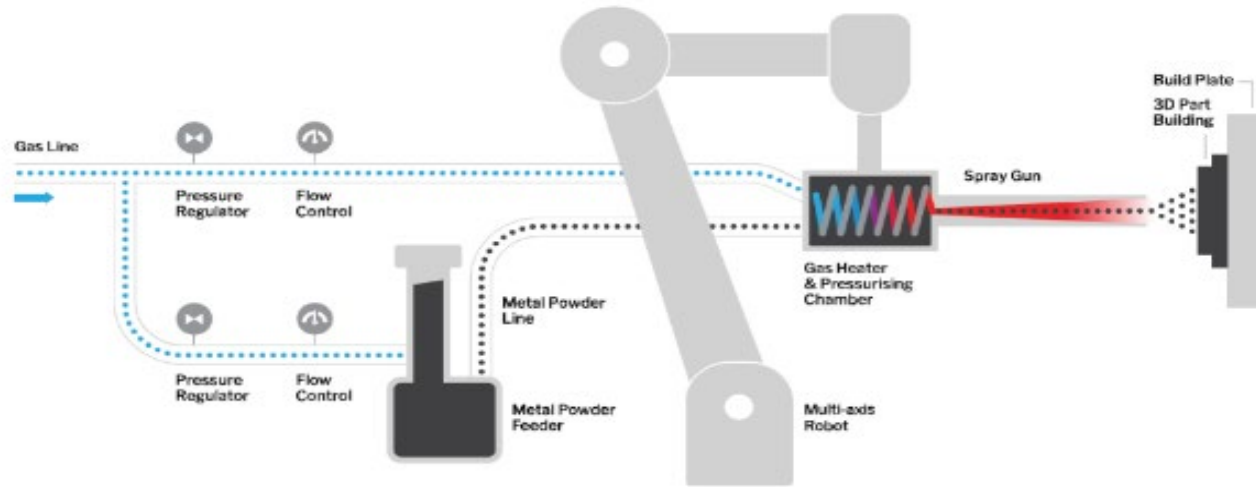 Build Plate
3D Part
Building
Gas Line
Pressure
Regulator
Flow
Control
Spray Gun
Gas Heater
& Pressurising
Chamber
Metal Powder
Line
Pressure
Regulator
Flow
Control
Metal Powder
Feeder
Multi-axis
Robot